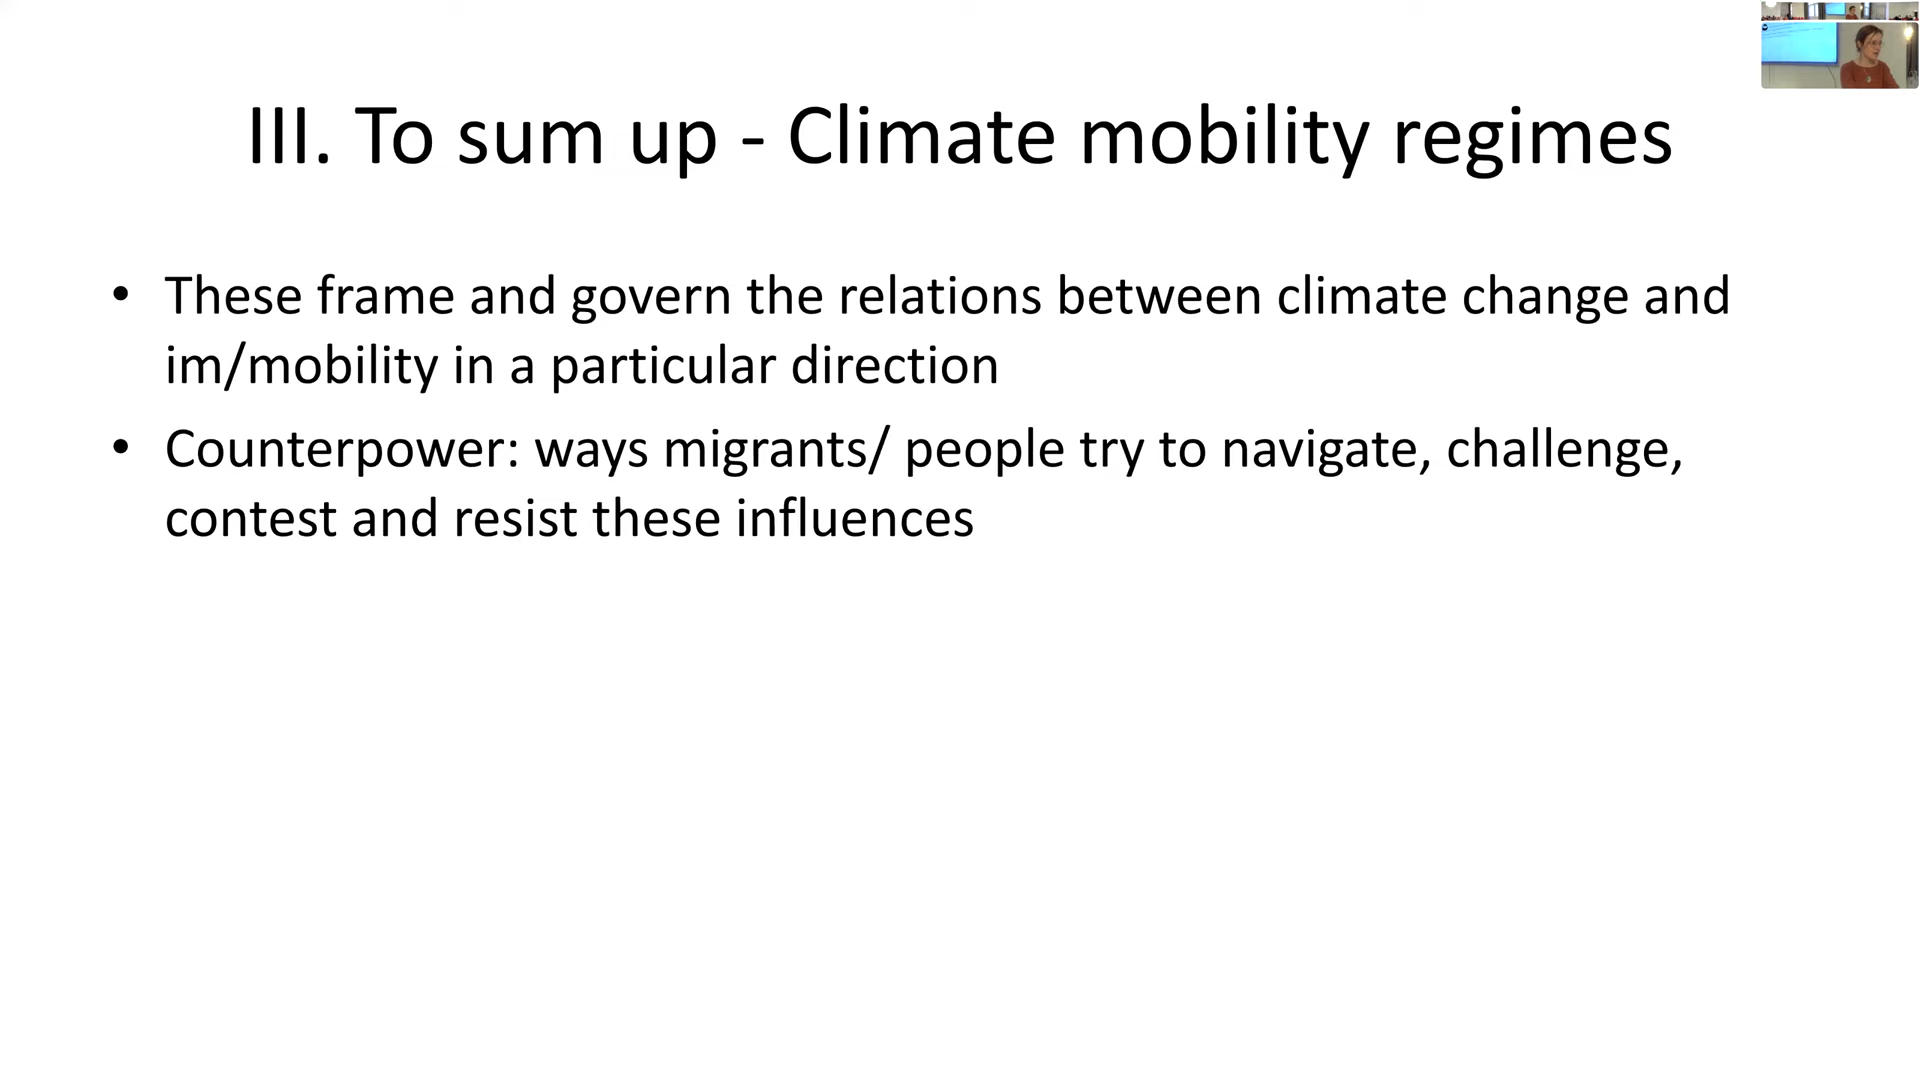 III. To sum up - Climate mobility regimes
• These frame and govern the relations between climate change and
im/mobility in a particular direction
• Counterpower: ways migrants/ people try to navigate, challenge,
contest and resist these influences